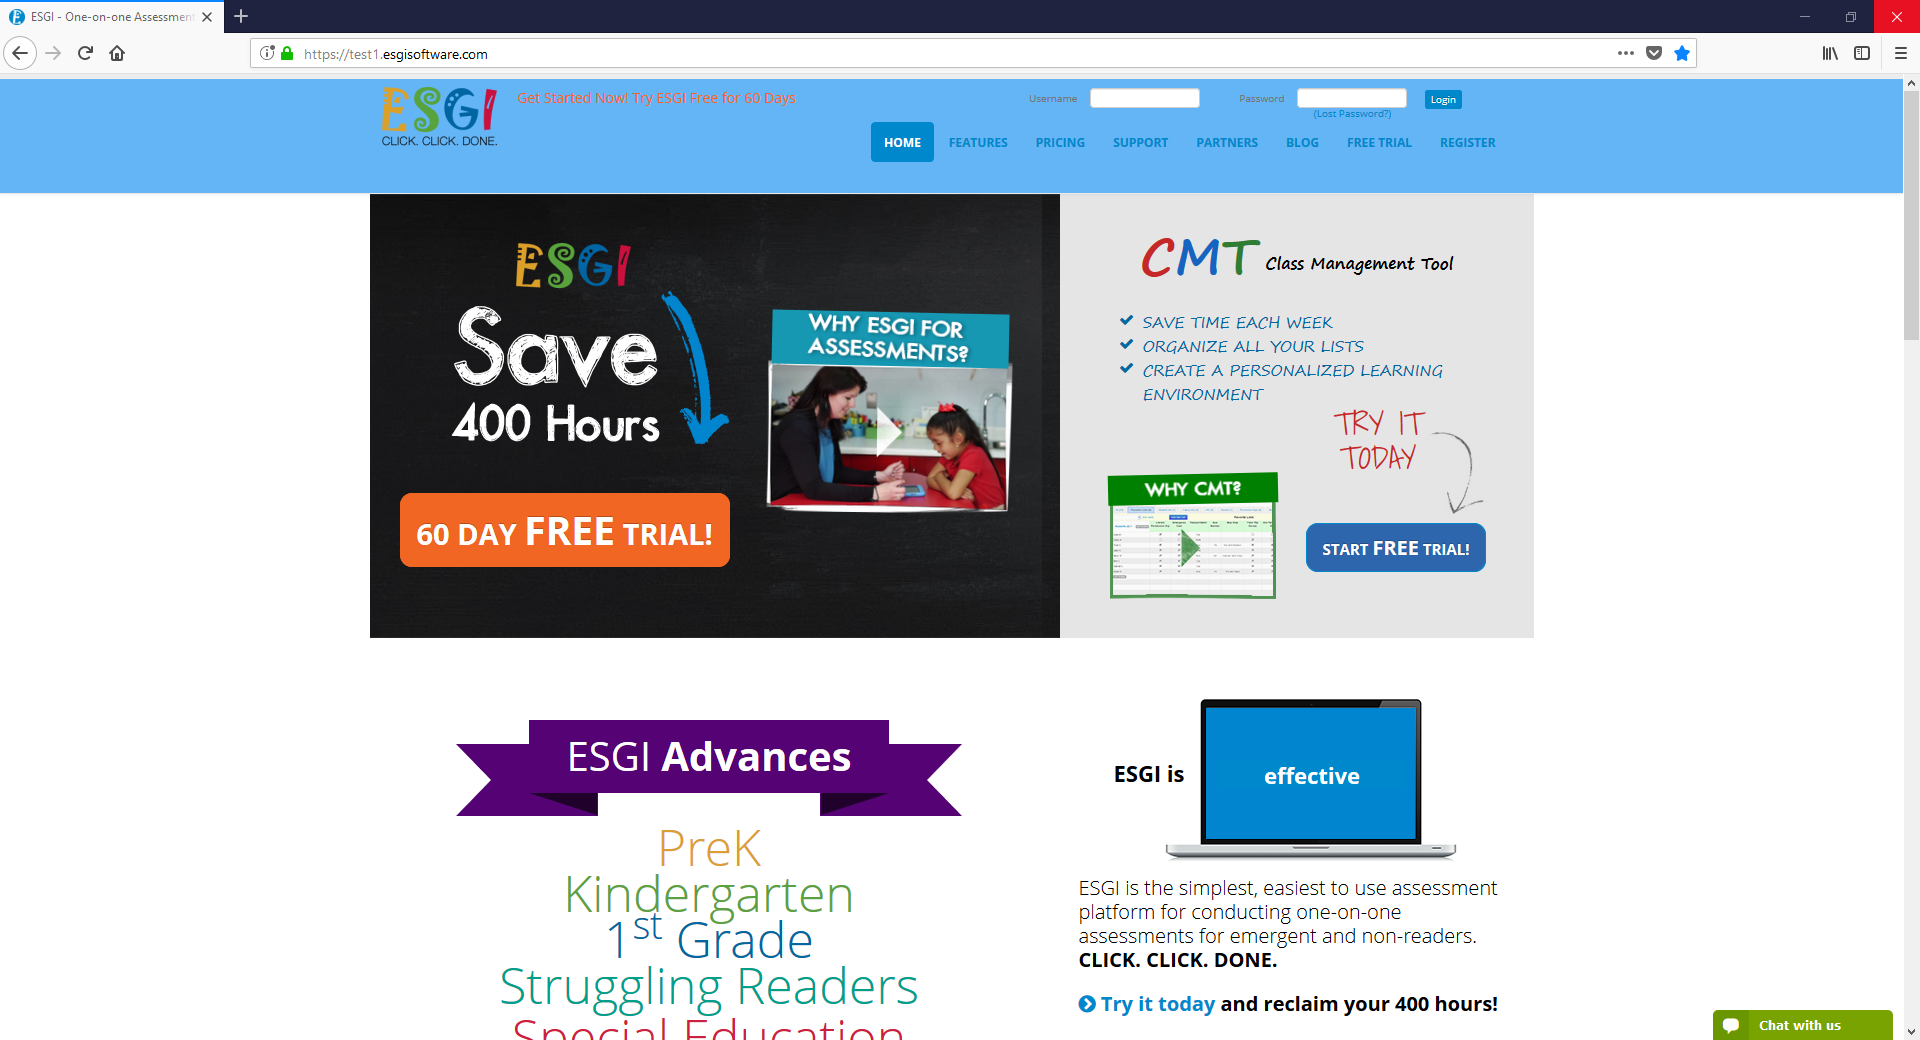 ESGI - One-on-one Assessment
https://test1.esgisoftware.com
ESGI
CLICK. CLICK. DONE.
Get Started Now! Try ESGI Free for 60 Days
Username
Password
Login
(Lost Password?)
HOME FEATURES PRICING SUPPORT PARTNERS BLOG FREE TRIAL REGISTER
ESGI
Save
400 Hours
WHY ESGI FOR
ASSESSMENTS?
60 DAY FREE TRIAL!
CMT Class Management Tool
SAVE TIME EACH WEEK
ORGANIZE ALL YOUR LISTS
CREATE A PERSONALIZED LEARNING
ENVIRONMENT
TRY IT
TODAY
WHY CMT?
START FREE TRIAL!
ESGI Advances
PreK
Kindergarten
1st Grade
Struggling Readers
Special Education
ESGI is
effective
ESGI is the simplest, easiest to use assessment
platform for conducting one-on-one
assessments for emergent and non-readers.
CLICK. CLICK. DONE.
Try it today and reclaim your 400 hours!
Chat with us